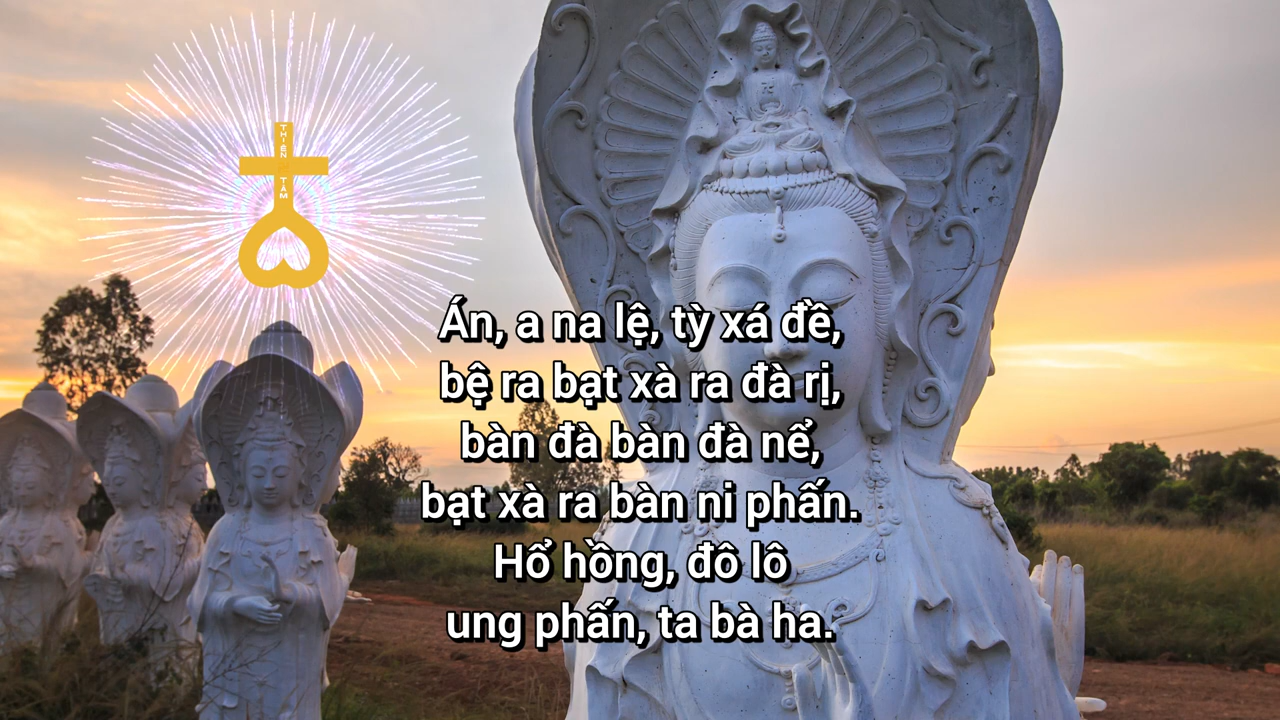 THIỆN
TÂM
Án, a na lệ, tỳ xá đề,
bệ ra bạt xà ra đà rị,
bàn đà bàn đà nể,
bạt xà ra bàn ni phấn.
Hổ hồng, đô lô
ung phấn, ta bà ha.